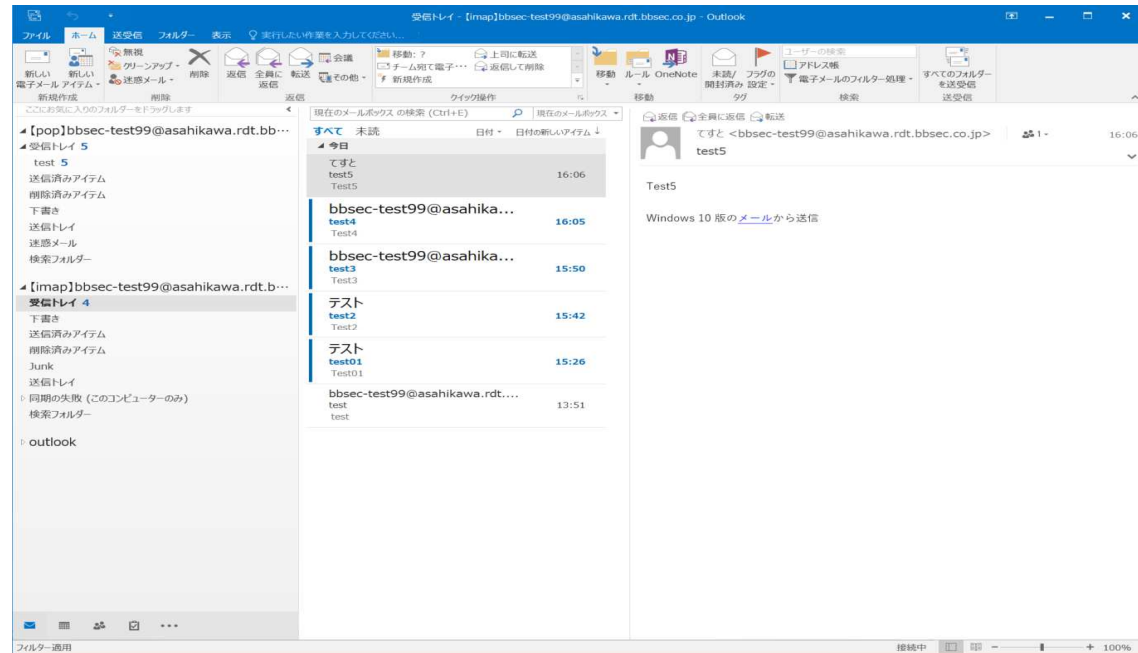 受信トレイ - [imap]bbsec-test99@asahikawa.rdt.bbsec.co.jp - Outlook
ファイル ホーム 送受信 フォルダー 表示 実行したい作業を入力してください...
新しい電子メール
新しいアイテム
新規作成
無視
クリーンアップ
迷惑メール
削除
削除
返信
全員に返信
転送
会議
その他
返信
移動: ?
チーム宛て電子…
新規作成
上司に転送
返信して削除
クイック操作
移動
ルール
OneNote
移動
未読/開封済み
フラグの設定
タグ
ユーザーの検索
アドレス帳
電子メールのフィルター処理
検索
すべてのフォルダーを送受信
送受信
ここにお気に入りのフォルダーをドラッグします
【pop】bbsec-test99@asahikawa.rdt.bb…
受信トレイ 5
test 5
送信済みアイテム
削除済みアイテム
下書き
送信トレイ
迷惑メール
検索フォルダー
【imap】bbsec-test99@asahikawa.rdt.b…
受信トレイ 4
下書き
送信済みアイテム
削除済みアイテム
Junk
送信トレイ
同期の失敗 (このコンピューターのみ)
検索フォルダー
outlook
現在のメールボックス の検索 (Ctrl+E) 現在のメールボックス
すべて 未読 日付 日付の新しいアイテム ↓
今日
てすと
test5 16:06
Test5
bbsec-test99@asahika...
test4 16:05
Test4
bbsec-test99@asahika...
test3 15:50
Test3
テスト
test2 15:42
Test2
テスト
test01 15:26
Test01
bbsec-test99@asahikawa.rdt....
test 13:51
test
返信 全員に返信 転送
てすと <bbsec-test99@asahikawa.rdt.bbsec.co.jp> 1 16:06
test5
Test5
Windows 10 版のメールから送信
フィルター適用 接続中 100%